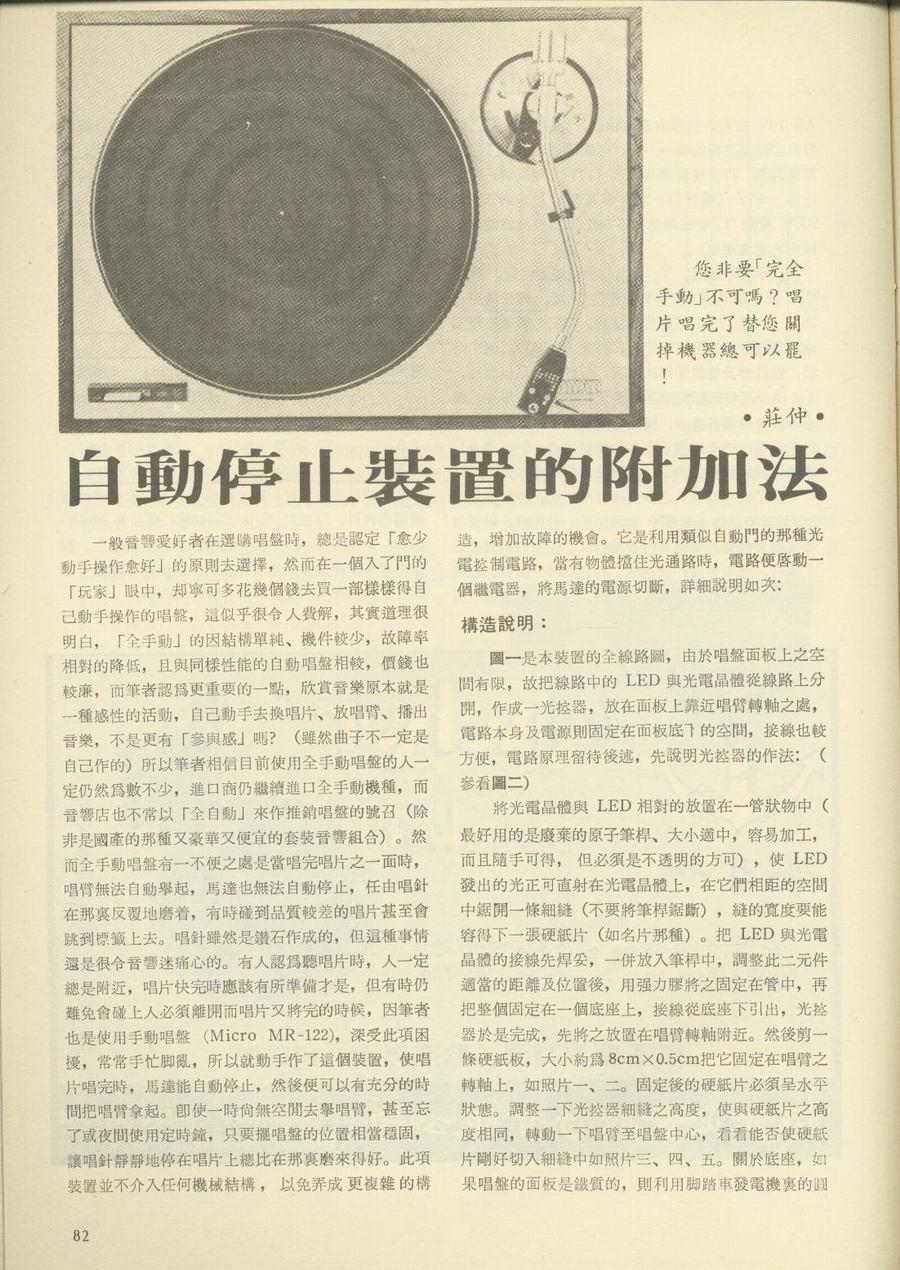 您非要「完全
手動」不可嗎？唱
片唱完了替您關
掉機器總可以罷
！
•莊仲•
自動停止裝置的附加法
一般音響愛好者在選購唱盤時，總是認定「愈少
動手操作愈好」的原則去選擇，然而在一個入了門的
「玩家」眼中，却寧可多花幾個錢去買一部樣樣得自
己動手操作的唱盤，這似乎很令人費解，其實道理很
明白，「全手動」的因結構單純、機件較少，故障率
相對的降低，且與同樣性能的自動唱盤相較，價錢也
較廉，而筆者認爲更重要的一點，欣賞音樂原本就是
一種感性的活動，自己動手去換唱片、放唱臂、播出
音樂，不是更有「參與感」嗎？（雖然曲子不一定是
自己作的）所以筆者相信目前使用全手動唱盤的人一
定仍然爲數不少，進口商仍繼續進口全手動機種，而
音響店也不常以「全自動」來作推銷唱盤的號召（除
非是國產的那種又豪華又便宜的套裝音響組合）。然
而全手動唱盤有一不便之處是當唱完唱片之一面時，
唱臂無法自動擧起，馬達也無法自動停止，任由唱針
在那裏反覆地磨着，有時碰到品質較差的唱片甚至會
跳到標籤上去。唱針雖然是鑽石作成的，但這種事情
還是很令音響迷痛心的。有人認爲聽唱片時，人一定
總是附近，唱片快完時應該有所準備才是，但有時仍
難免會碰上人必須離開而唱片又將完的時候，因筆者
也是使用手動唱盤（Micro MR-122），深受此項困
擾，常常手忙脚亂，所以就動手作了這個裝置，使唱
片唱完時，馬達能自動停止，然後便可以有充分的時
間把唱臂拿起。卽使一時尙無空閒去擧唱臂，甚至忘
了或夜間使用定時鐘，只要擺唱盤的位置相當穩固，
讓唱針靜靜地停在唱片上總比在那裏磨來得好。此項
裝置並不介入任何機械結構，以免弄成更複雜的構
造，增加故障的機會。它是利用類似自動門的那種光
電控制電路，當有物體擋住光通路時，電路便啓動一
個繼電器，將馬達的電源切斷，詳細說明如次：
構造說明：
圖一是本裝置的全線路圖，由於唱盤面板上之空
間有限，故把線路中的 LED 與光電晶體從線路上分
開，作成一光控器，放在面板上靠近唱臂轉軸之處，
電路本身及電源則固定在面板底下的空間，接線也較
方便，電路原理留待後述，先說明光控器的作法：（
參看圖二）
將光電晶體與 LED 相對的放置在一管狀物中（
最好用的是廢棄的原子筆桿、大小適中，容易加工，
而且隨手可得，但必須是不透明的方可），使 LED
發出的光正可直射在光電晶體上，在它們相距的空間
中鋸開一條細縫（不要將筆桿鋸斷），縫的寬度要能
容得下一張硬紙片（如名片那種）。把 LED 與光電
晶體的接線先焊妥，一併放入筆桿中，調整此二元件
適當的距離及位置後，用强力膠將之固定在管中，再
把整個固定在一個底座上，接線從底座下引出，光控
器於是完成，先將之放置在唱臂轉軸附近。然後剪一
條硬紙板，大小約爲8cm×0.5cm把它固定在唱臂之
轉軸上，如照片一、二。固定後的硬紙片必須呈水平
狀態。調整一下光控器細縫之高度，使與硬紙片之高
度相同，轉動一下唱臂至唱盤中心，看看能否使硬紙
片剛好切入細縫中如照片三、四、五。關於底座，如
果唱盤的面板是鐵質的，則利用脚踏車發電機裏的圓
82